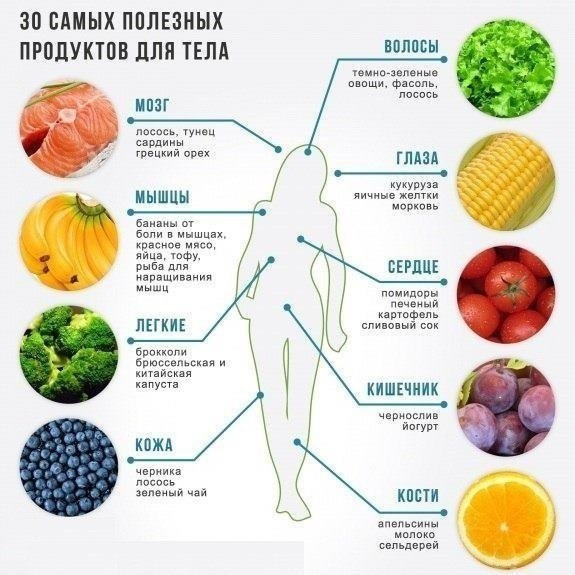 30 САМЫХ ПОЛЕЗНЫХ
ПРОДУКТОВ ДЛЯ ТЕЛА
МОЗГ
лосось, тунец
сардины
грецкий орех
МЫШЦЫ
бананы от
боли в мышцах,
красное мясо,
яйца, тофу,
рыба для
наращивания
мышц
ЛЕГКИЕ
брокколи
брюссельская и
китайская
капуста
КОЖА
черника
лосось
зеленый чай
ВОЛОСЫ
темно-зеленые
овощи, фасоль,
лосось
ГЛАЗА
кукуруза
яичные желтки
морковь
СЕРДЦЕ
помидоры
печеный
картофель
сливовый сок
КИШЕЧНИК
чернослив
йогурт
КОСТИ
апельсины
молоко
сельдерей